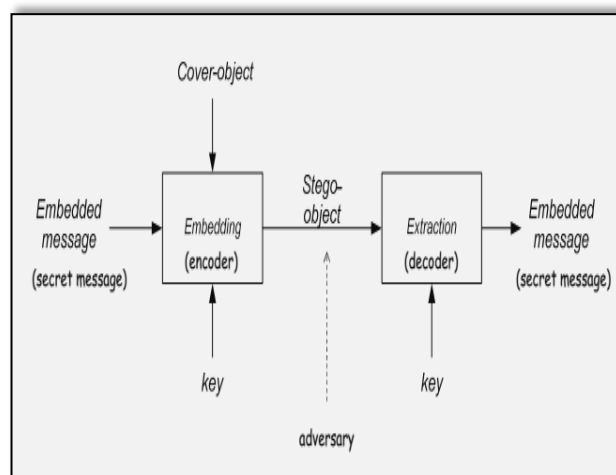 Cover-object
Stego-
object
Embedded
message
(secret message)
Embedding
(encoder)
Extraction
(decoder)
Embedded
message
(secret message)
key
key
adversary